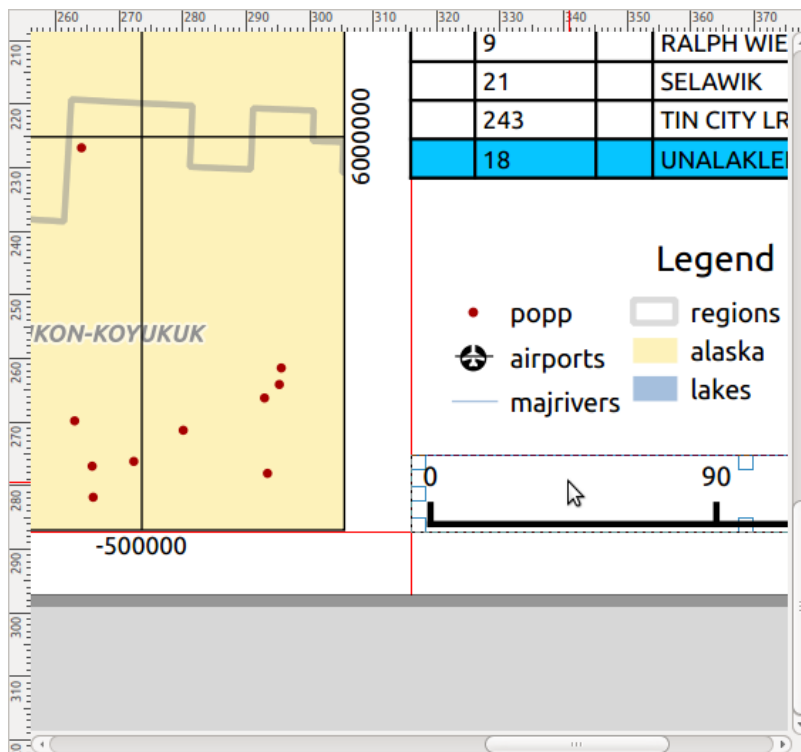 260 270 280 290 300 310 320 330 340 350 360 370
210
220
230
240
250
260
270
280
290
300
310
0
9 RALPH WIE
21 SELAWIK
243 TIN CITY LR
18 UNALAKLE
6000000
-500000
KON-KOYUKUK
Legend
popp
airports
majrivers
regions
alaska
lakes
0 90